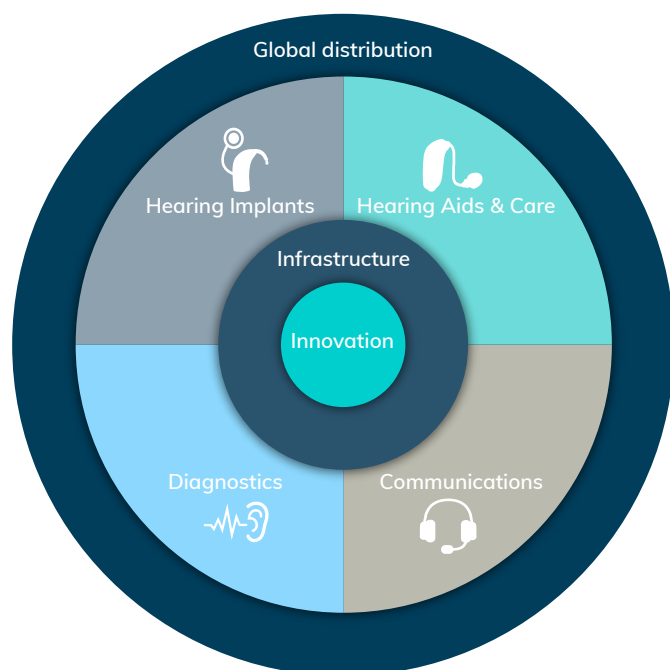 Global distribution
Hearing Implants
Hearing Aids & Care
Infrastructure
Innovation
Diagnostics
Communications